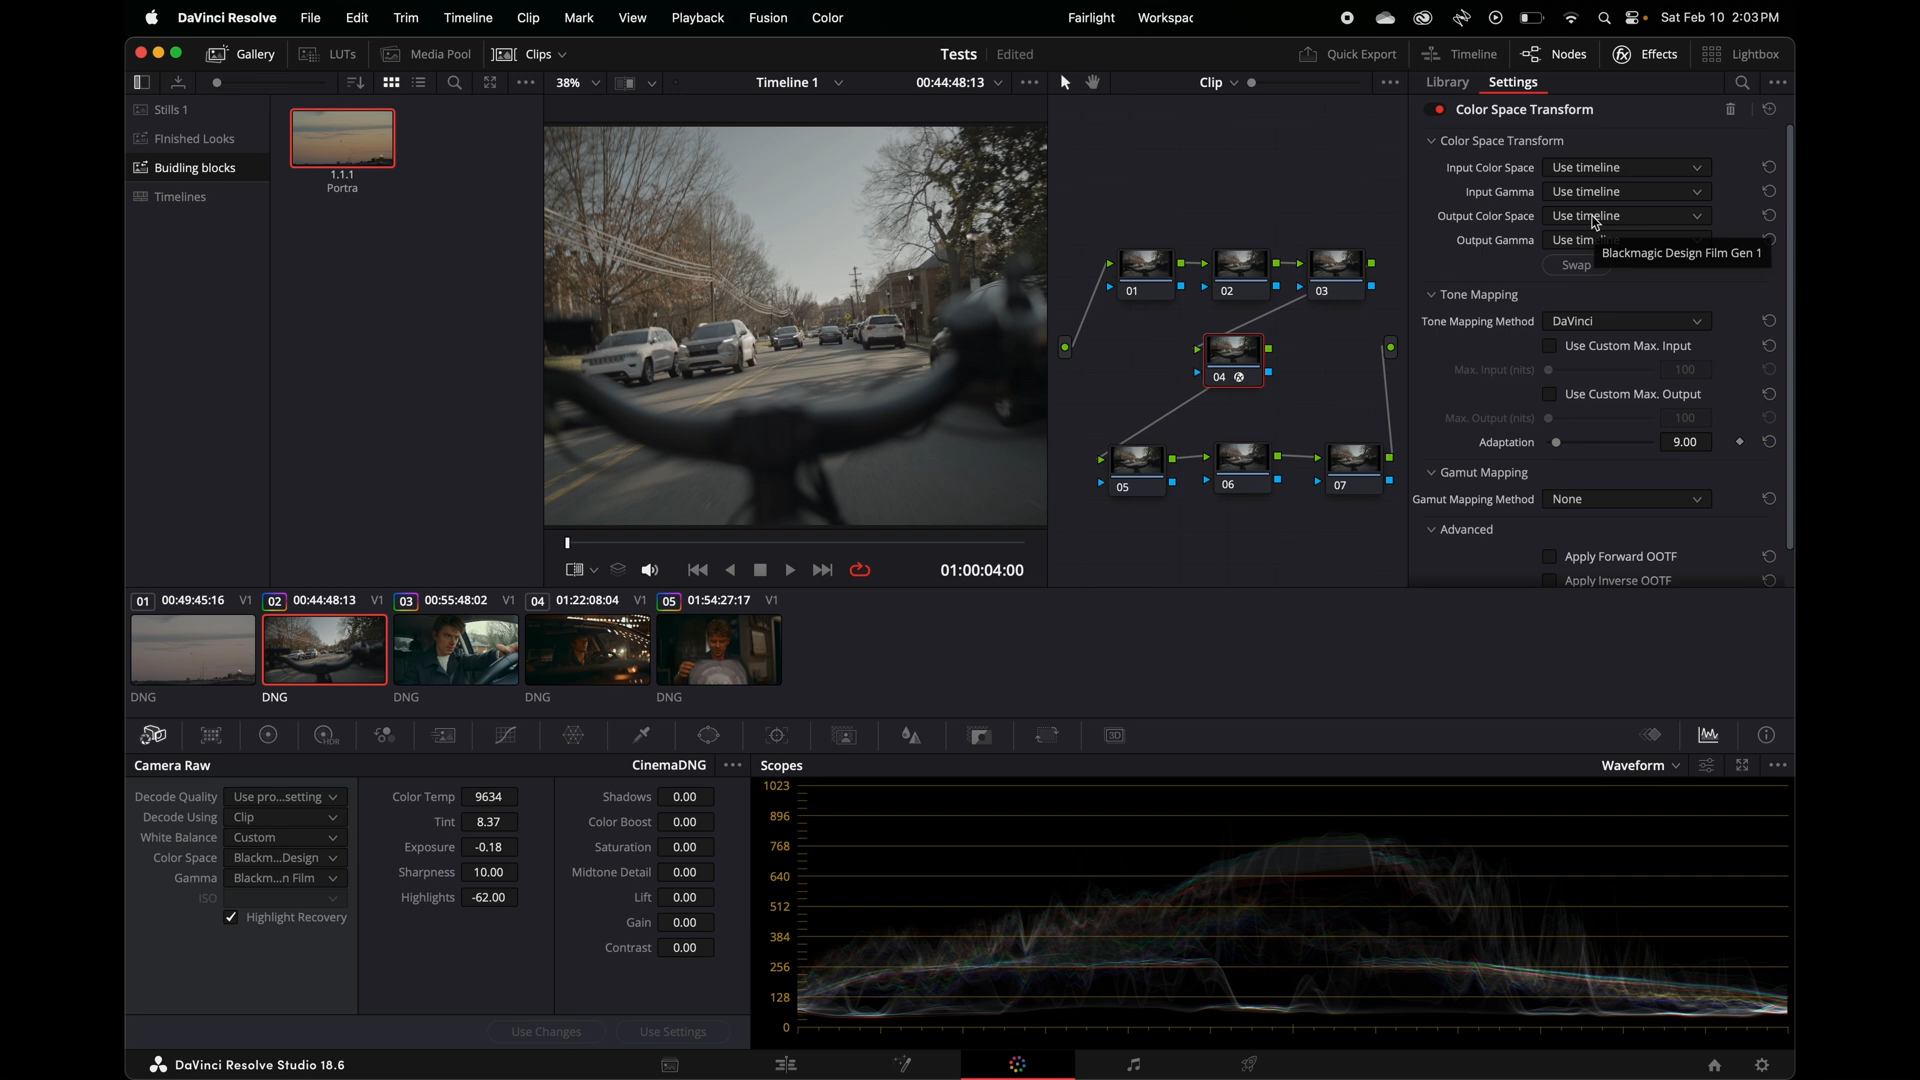 DaVinci Resolve File Edit Trim Timeline Clip Mark View Playback Fusion Color Fairlight Workspac Sat Feb 10 2:03 PM
Gallery LUTs Media Pool Clips Tests Edited Quick Export Timeline Nodes Effects Lightbox
38% Timeline 1 00:44:48:13 Clip Library Settings
Stills 1
FInished Looks
Buidling blocks
Timelines
1.1.1
Portra
01 02 03
04
05 06 07
Color Space Transform
Color Space Transform
Input Color Space Use timeline
Input Gamma Use timeline
Output Color Space Use timeline
Output Gamma Use timeline
Blackmagic Design Film Gen 1
Swap
Tone Mapping
Tone Mapping Method DaVinci
Use Custom Max. Input
Max. Input (nits) 100
Use Custom Max. Output
Max. Output (nits) 100
Adaptation 9.00
Gamut Mapping
Gamut Mapping Method None
Advanced
Apply Forward OOTF
Apply Inverse OOTF
01:00:04:00
01 00:49:45:16 V1 02 00:44:48:13 V1 03 00:55:48:02 V1 04 01:22:08:04 V1 05 01:54:27:17 V1
DNG DNG DNG DNG DNG
HDR 3D
Camera Raw CinemaDNG Scopes Waveform
Decode Quality Use pro...setting
Decode Using Clip
White Balance Custom
Color Space Blackm...Design
Gamma Blackm...n Film
ISO
Highlight Recovery
Color Temp 9634
Tint 8.37
Exposure -0.18
Sharpness 10.00
Highlights -62.00
Shadows 0.00
Color Boost 0.00
Saturation 0.00
Midtone Detail 0.00
Lift 0.00
Gain 0.00
Contrast 0.00
Use Changes Use Settings
1023
896
768
640
512
384
256
128
0
DaVinci Resolve Studio 18.6